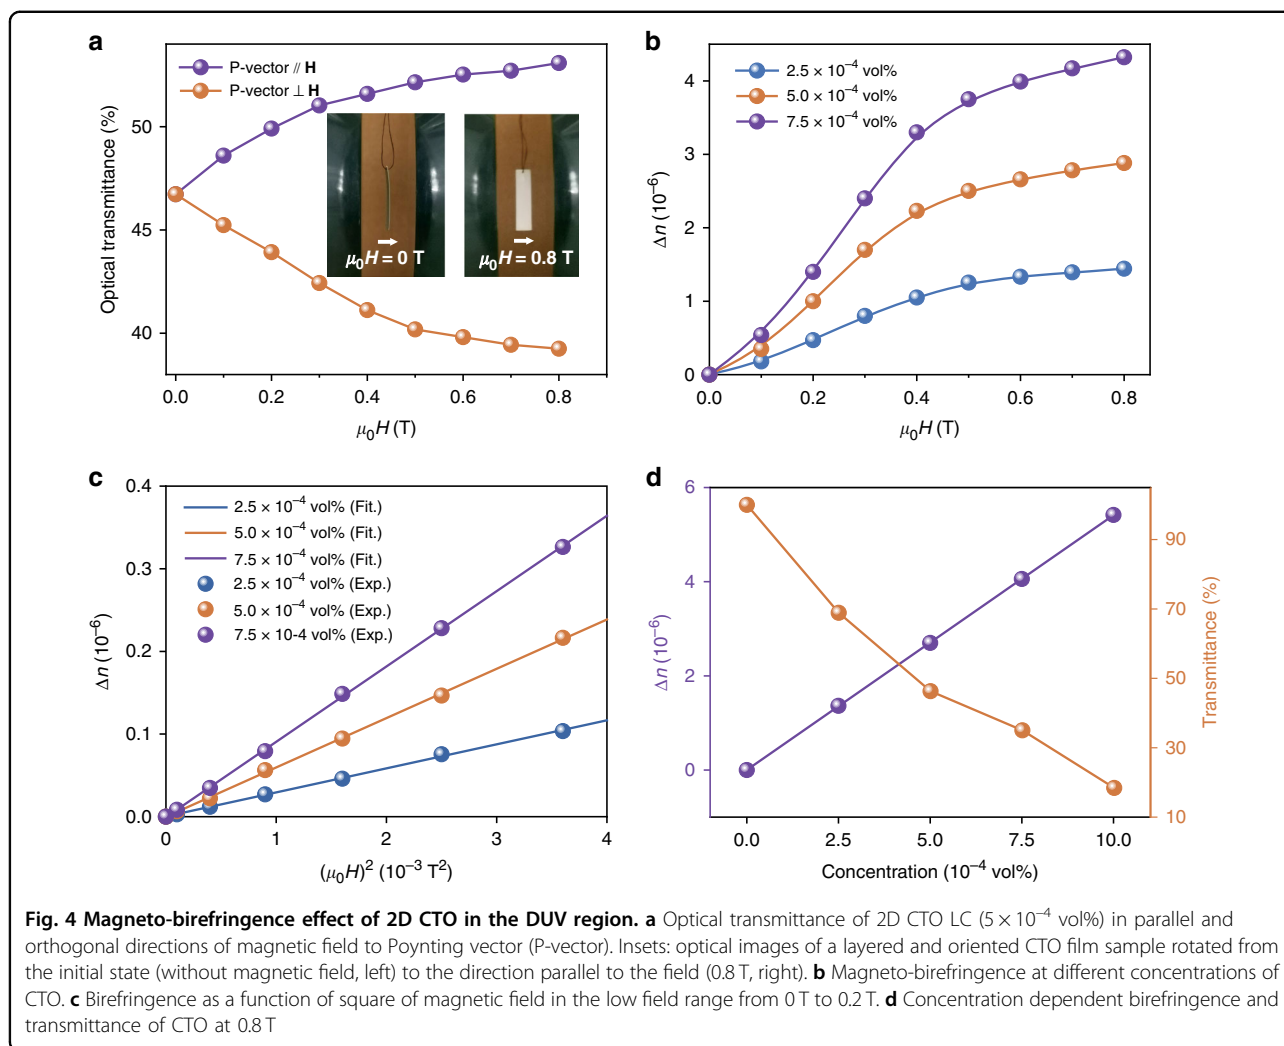 a
P-vector // H
P-vector ⊥ H
Optical transmittance (%)
50
45
40
μ₀H = 0 T
μ₀H = 0.8 T
0.0 0.2 0.4 0.6 0.8
μ₀H (T)
b
2.5 × 10⁻⁴ vol%
5.0 × 10⁻⁴ vol%
7.5 × 10⁻⁴ vol%
Δn (10⁻⁶)
4
3
2
1
0
0.0 0.2 0.4 0.6 0.8
μ₀H (T)
c
2.5 × 10⁻⁴ vol% (Fit.)
5.0 × 10⁻⁴ vol% (Fit.)
7.5 × 10⁻⁴ vol% (Fit.)
2.5 × 10⁻⁴ vol% (Exp.)
5.0 × 10⁻⁴ vol% (Exp.)
7.5 × 10-4 vol% (Exp.)
Δn (10⁻⁶)
0.4
0.3
0.2
0.1
0.0
0 1 2 3 4
(μ₀H)² (10⁻³ T²)
d
Δn (10⁻⁶)
6
4
2
0
Transmittance (%)
90
70
50
30
10
0.0 2.5 5.0 7.5 10.0
Concentration (10⁻⁴ vol%)
Fig. 4 Magneto-birefringence effect of 2D CTO in the DUV region. a Optical transmittance of 2D CTO LC (5 × 10⁻⁴ vol%) in parallel and
orthogonal directions of magnetic field to Poynting vector (P-vector). Insets: optical images of a layered and oriented CTO film sample rotated from
the initial state (without magnetic field, left) to the direction parallel to the field (0.8 T, right). b Magneto-birefringence at different concentrations of
CTO. c Birefringence as a function of square of magnetic field in the low field range from 0 T to 0.2 T. d Concentration dependent birefringence and
transmittance of CTO at 0.8 T